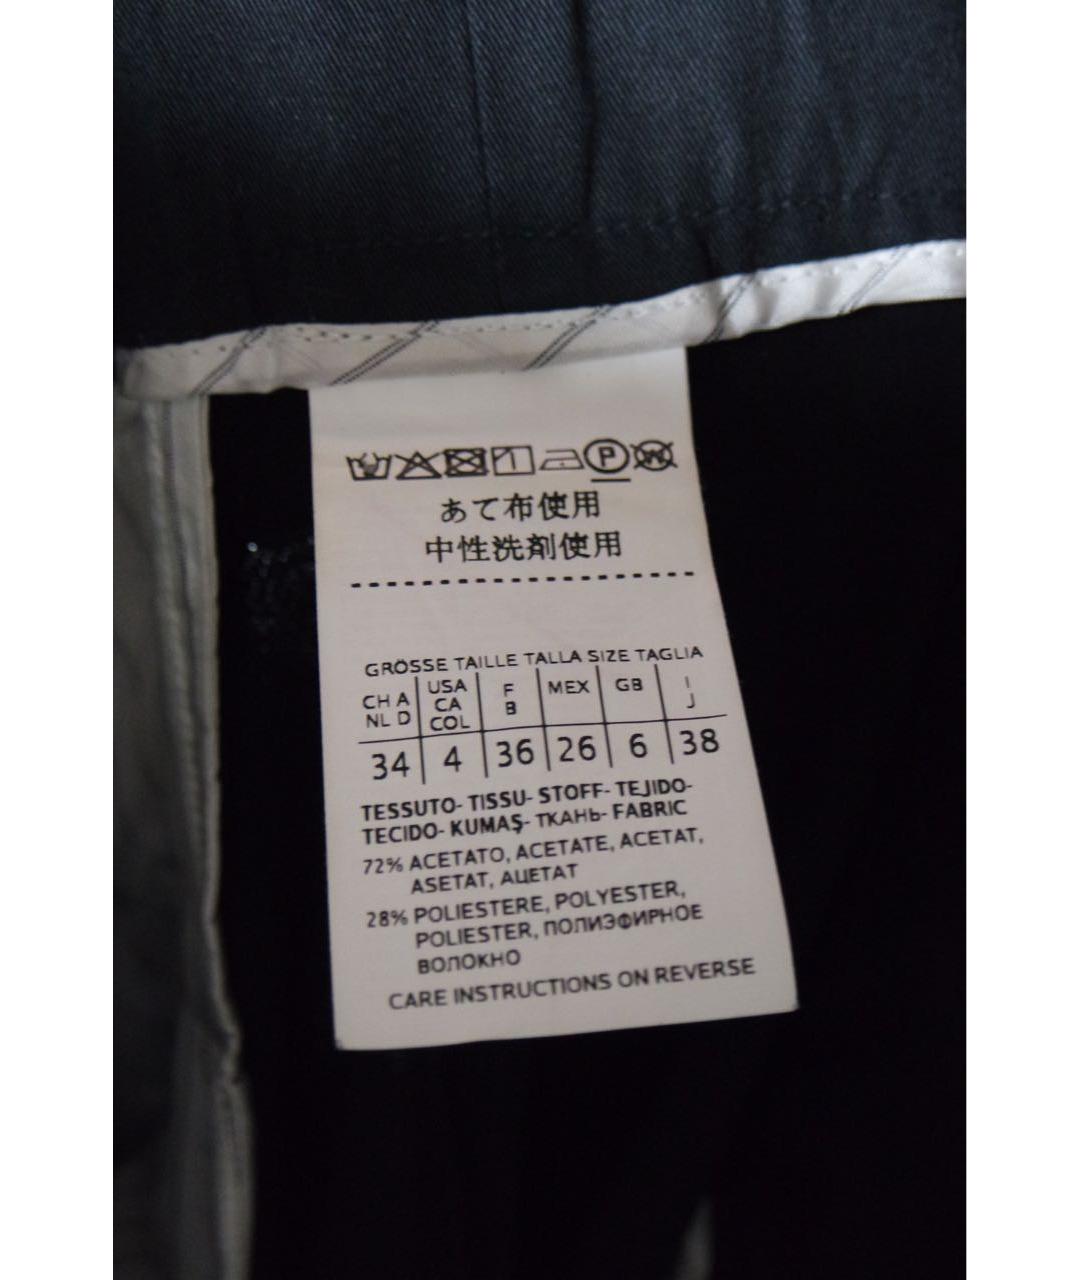 P W
あて布使用
中性洗剤使用
GRÖSSE TAILLE TALLA SIZE TAGLIA
CH A USA F MEX GB I
NL D CA B J
COL
34 4 36 26 6 38
TESSUTO- TISSU- STOFF- TEJIDO-
TECIDO- KUMAŞ- ТКАНЬ- FABRIC
72% ACETATO, ACETATE, ACETAT,
ASETAT, АЦЕТАТ
28% POLIESTERE, POLYESTER,
POLIESTER, ПОЛИЭФИРНОЕ
ВОЛОКНО
CARE INSTRUCTIONS ON REVERSE